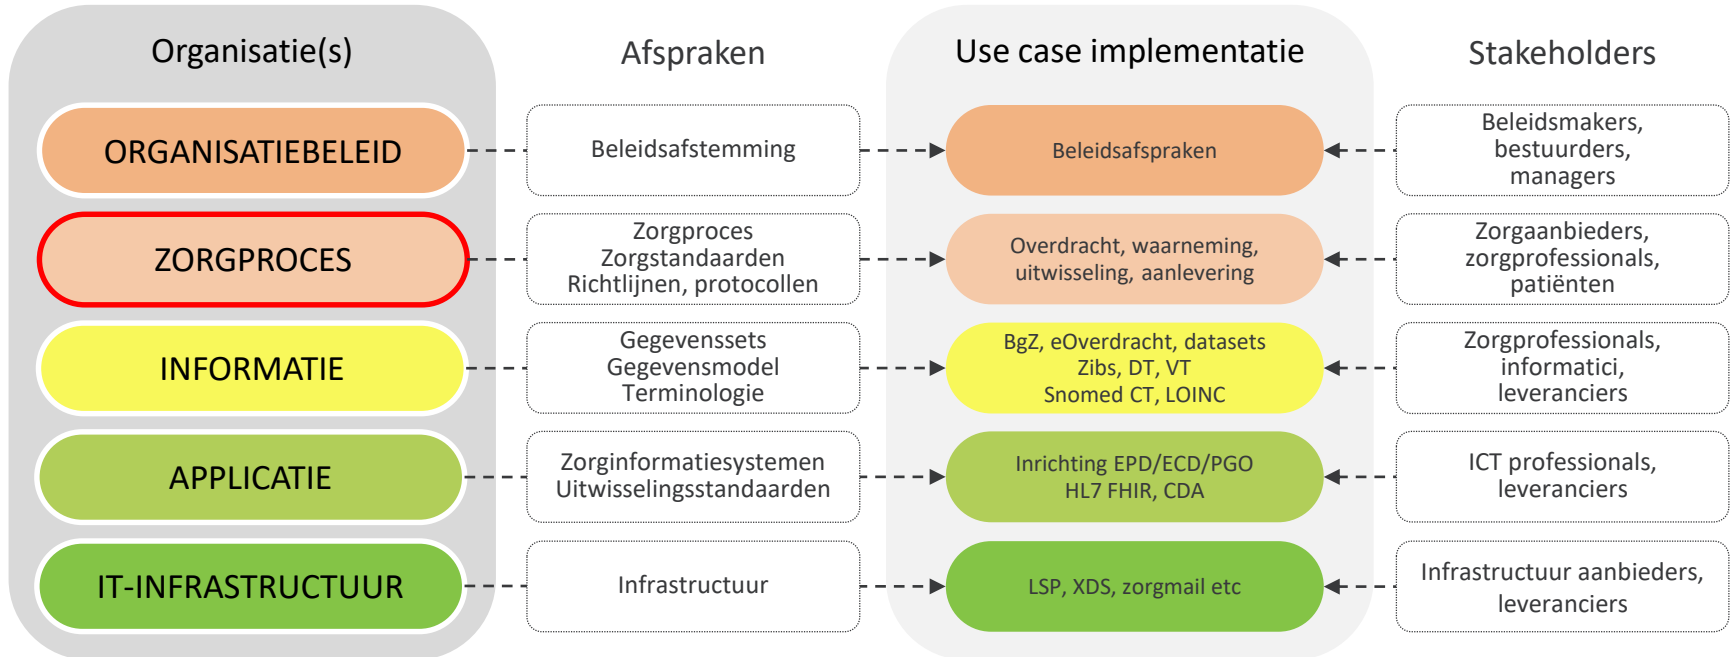 Organisatie(s)
Afspraken
Use case implementatie
Stakeholders
ORGANISATIEBELEID
Beleidsafstemming
Beleidsafspraken
Beleidsmakers,
bestuurders,
managers
ZORGPROCES
Zorgproces
Zorgstandaarden
Richtlijnen, protocollen
Overdracht, waarneming,
uitwisseling, aanlevering
Zorgaanbieders,
zorgprofessionals,
patiënten
INFORMATIE
Gegevenssets
Gegevensmodel
Terminologie
BgZ, eOverdracht, datasets
Zibs, DT, VT
Snomed CT, LOINC
Zorgprofessionals,
informatici,
leveranciers
APPLICATIE
Zorginformatiesystemen
Uitwisselingsstandaarden
Inrichting EPD/ECD/PGO
HL7 FHIR, CDA
ICT professionals,
leveranciers
IT-INFRASTRUCTUUR
Infrastructuur
LSP, XDS, zorgmail etc
Infrastructuur aanbieders,
leveranciers